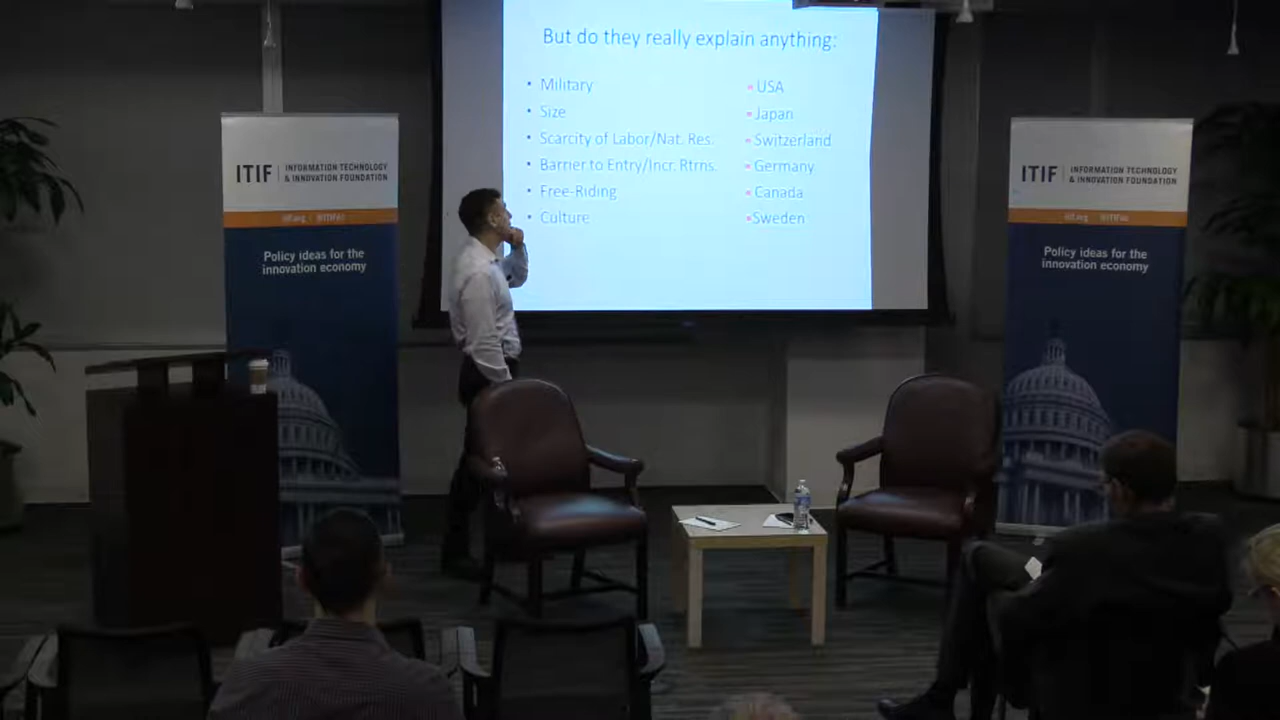 But do they really explain anything:
• Military
• Size
• Scarcity of Labor/Nat. Res.
• Barrier to Entry/Incr. Rtrns.
• Free-Riding
• Culture
▪ USA
▪ Japan
▪ Switzerland
▪ Germany
▪ Canada
▪ Sweden
ITIF | INFORMATION TECHNOLOGY
& INNOVATION FOUNDATION
Policy ideas for the
innovation economy
ITIF | INFORMATION TECHNOLOGY
& INNOVATION FOUNDATION
Policy ideas for the
innovation economy